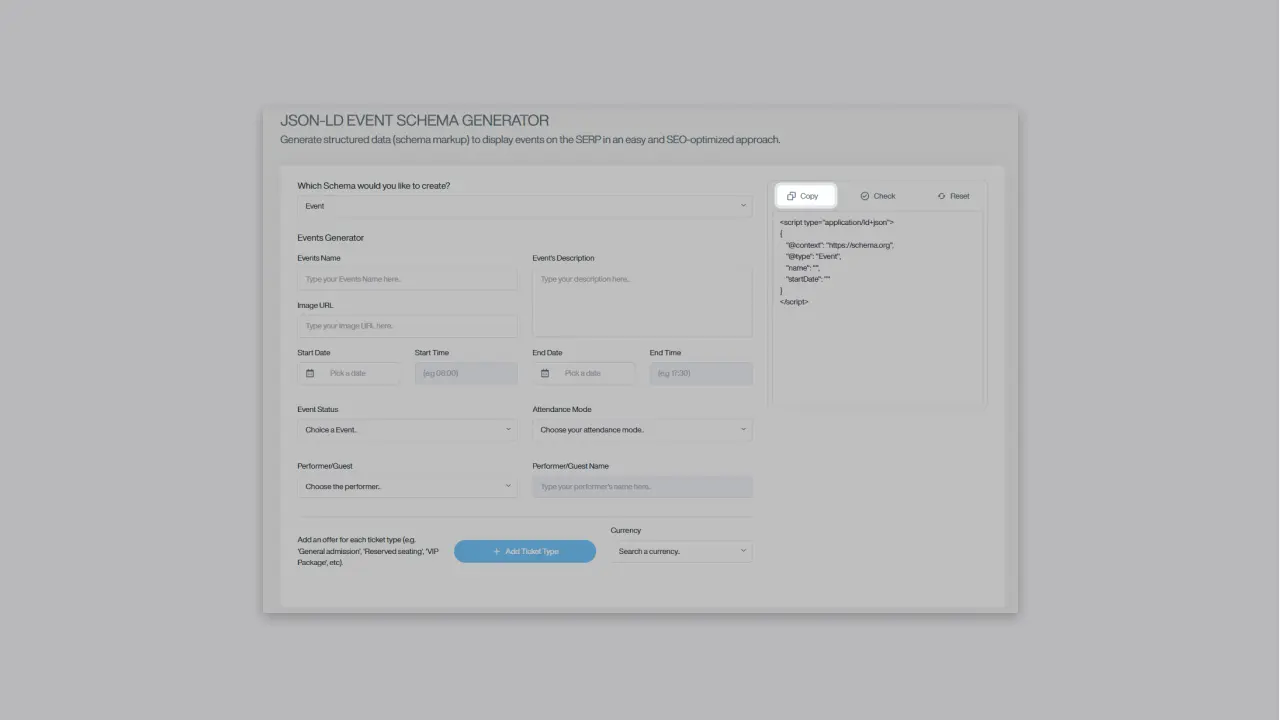 JSON-LD EVENT SCHEMA GENERATOR
Generate structured data (schema markup) to display events on the SERP in an easy and SEO-optimized approach.
Which Schema would you like to create?
Event
Events Generator
Events Name
Type your Events Name here..
Event's Description
Type your description here..
Image URL
Type your image URL here.
Start Date
Pick a date
Start Time
(eg 08:00)
End Date
Pick a date
End Time
(e.g 17:30)
Event Status
Choice a Event..
Attendance Mode
Choose your attendance mode..
Performer/Guest
Choose the performer..
Performer/Guest Name
Type your performer's name here..
Add an offer for each ticket type (e.g.
'General admission', 'Reserved seating', 'VIP
Package', etc).
+ Add Ticket Type
Currency
Search a currency..
Copy
Check
Reset
<script type="application/ld+json">
{
"@context": "https://schema.org",
"@type": "Event",
"name": "",
"startDate": ""
}
</script>